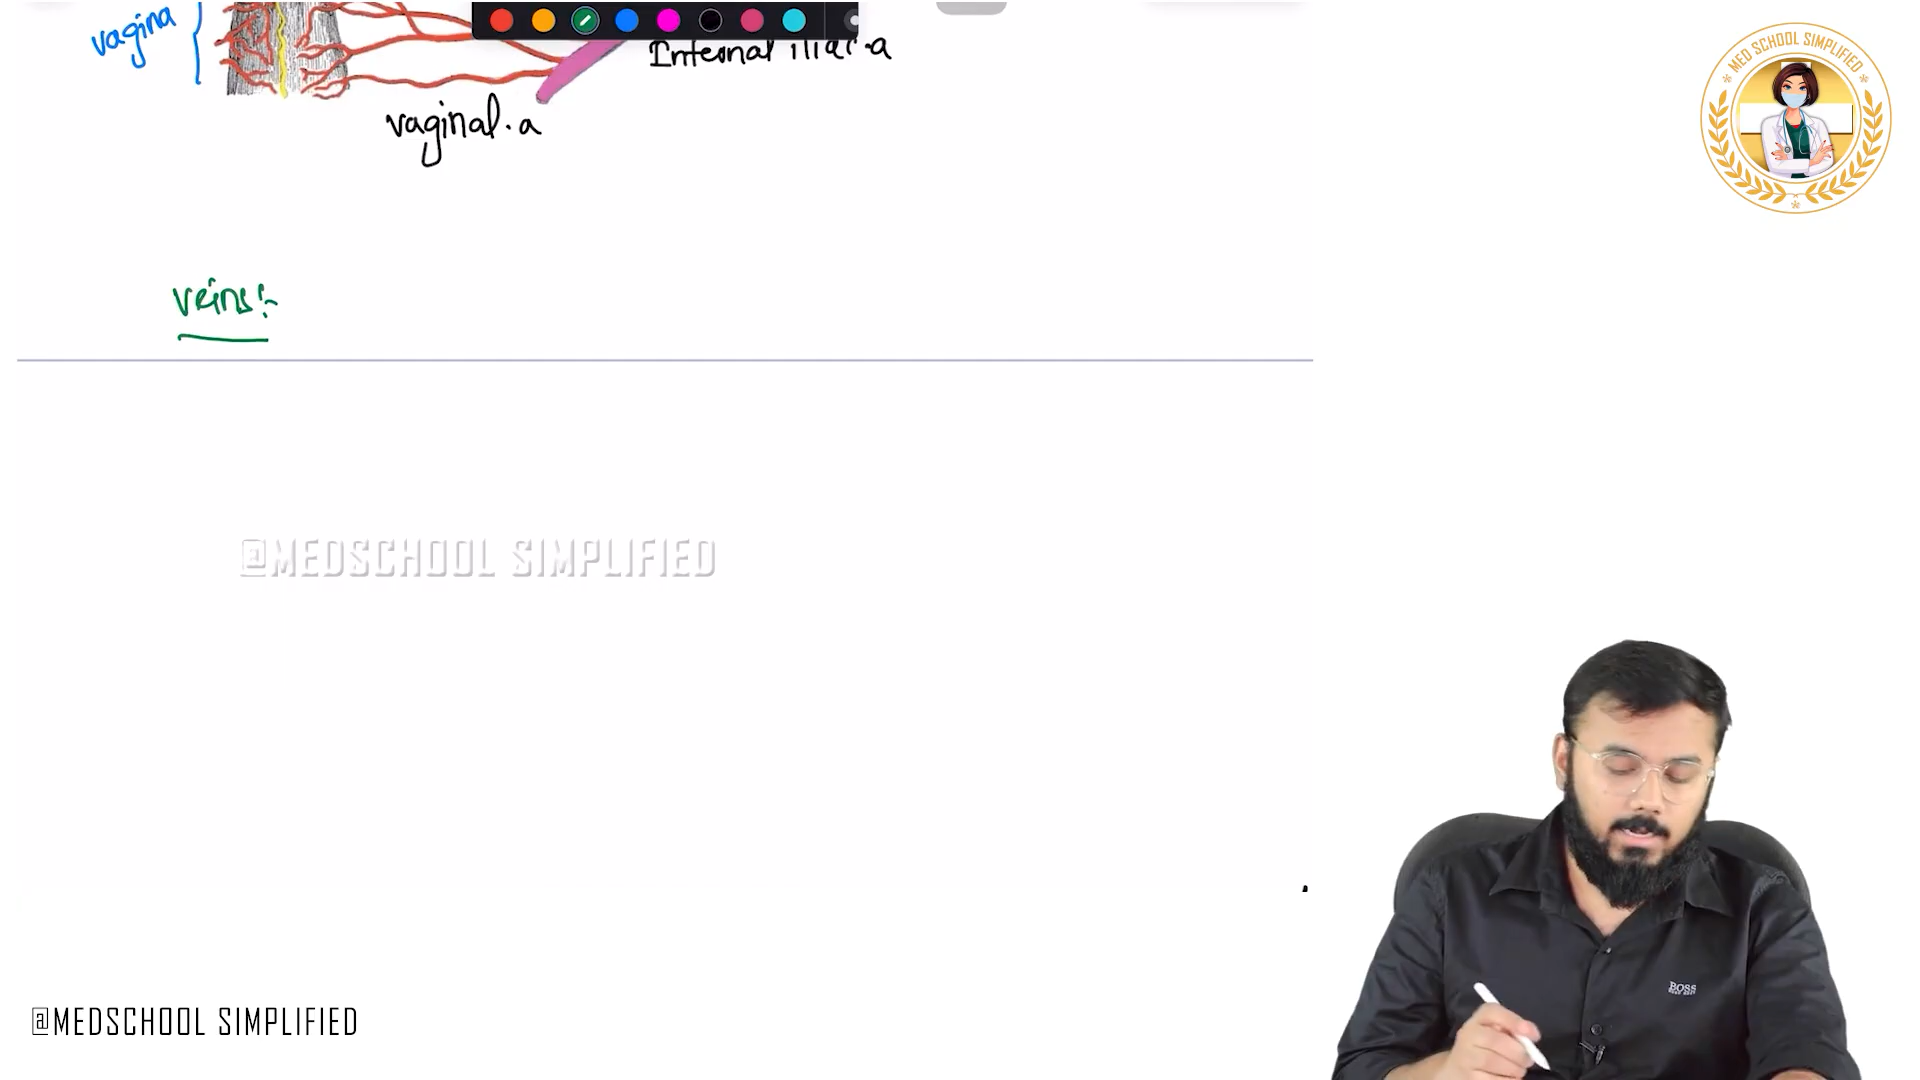 vagina
Internal iliac.a
vaginal.a
MED SCHOOL SIMPLIFIED
veins:-
@MEDSCHOOL SIMPLIFIED
BOSS
@MEDSCHOOL SIMPLIFIED